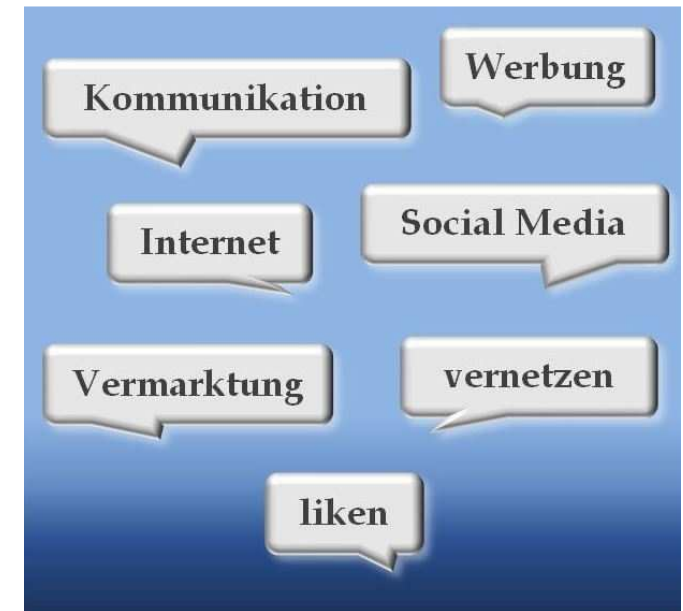 Kommunikation
Werbung
Internet
Social Media
Vermarktung
vernetzen
liken